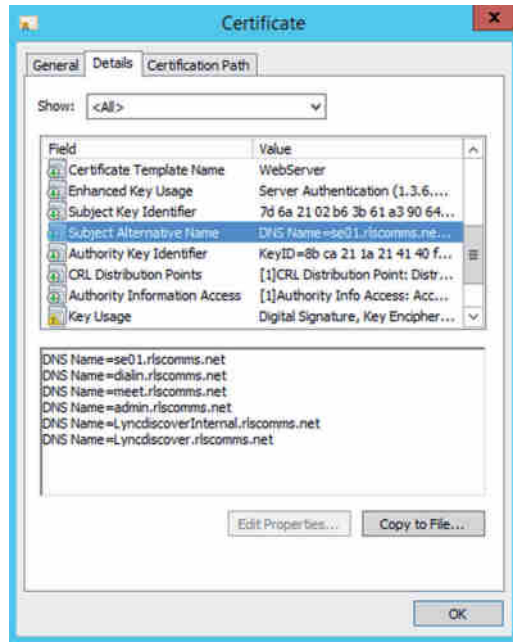 Certificate
x
General Details Certification Path
Show: <All>
Field Value
Certificate Template Name WebServer
Enhanced Key Usage Server Authentication (1.3.6....
Subject Key Identifier 7d 6a 21 02 b6 3b 61 a3 90 64...
Subject Alternative Name DNS Name=se01.rlscomms.ne...
Authority Key Identifier KeyID=8b ca 21 1a 21 41 40 f...
CRL Distribution Points [1]CRL Distribution Point: Distr...
Authority Information Access [1]Authority Info Access: Acc...
Key Usage Digital Signature, Key Encipher...
DNS Name=se01.rlscomms.net
DNS Name=dialin.rlscomms.net
DNS Name=meet.rlscomms.net
DNS Name=admin.rlscomms.net
DNS Name=LyncdiscoverInternal.rlscomms.net
DNS Name=Lyncdiscover.rlscomms.net
Edit Properties... Copy to File...
OK